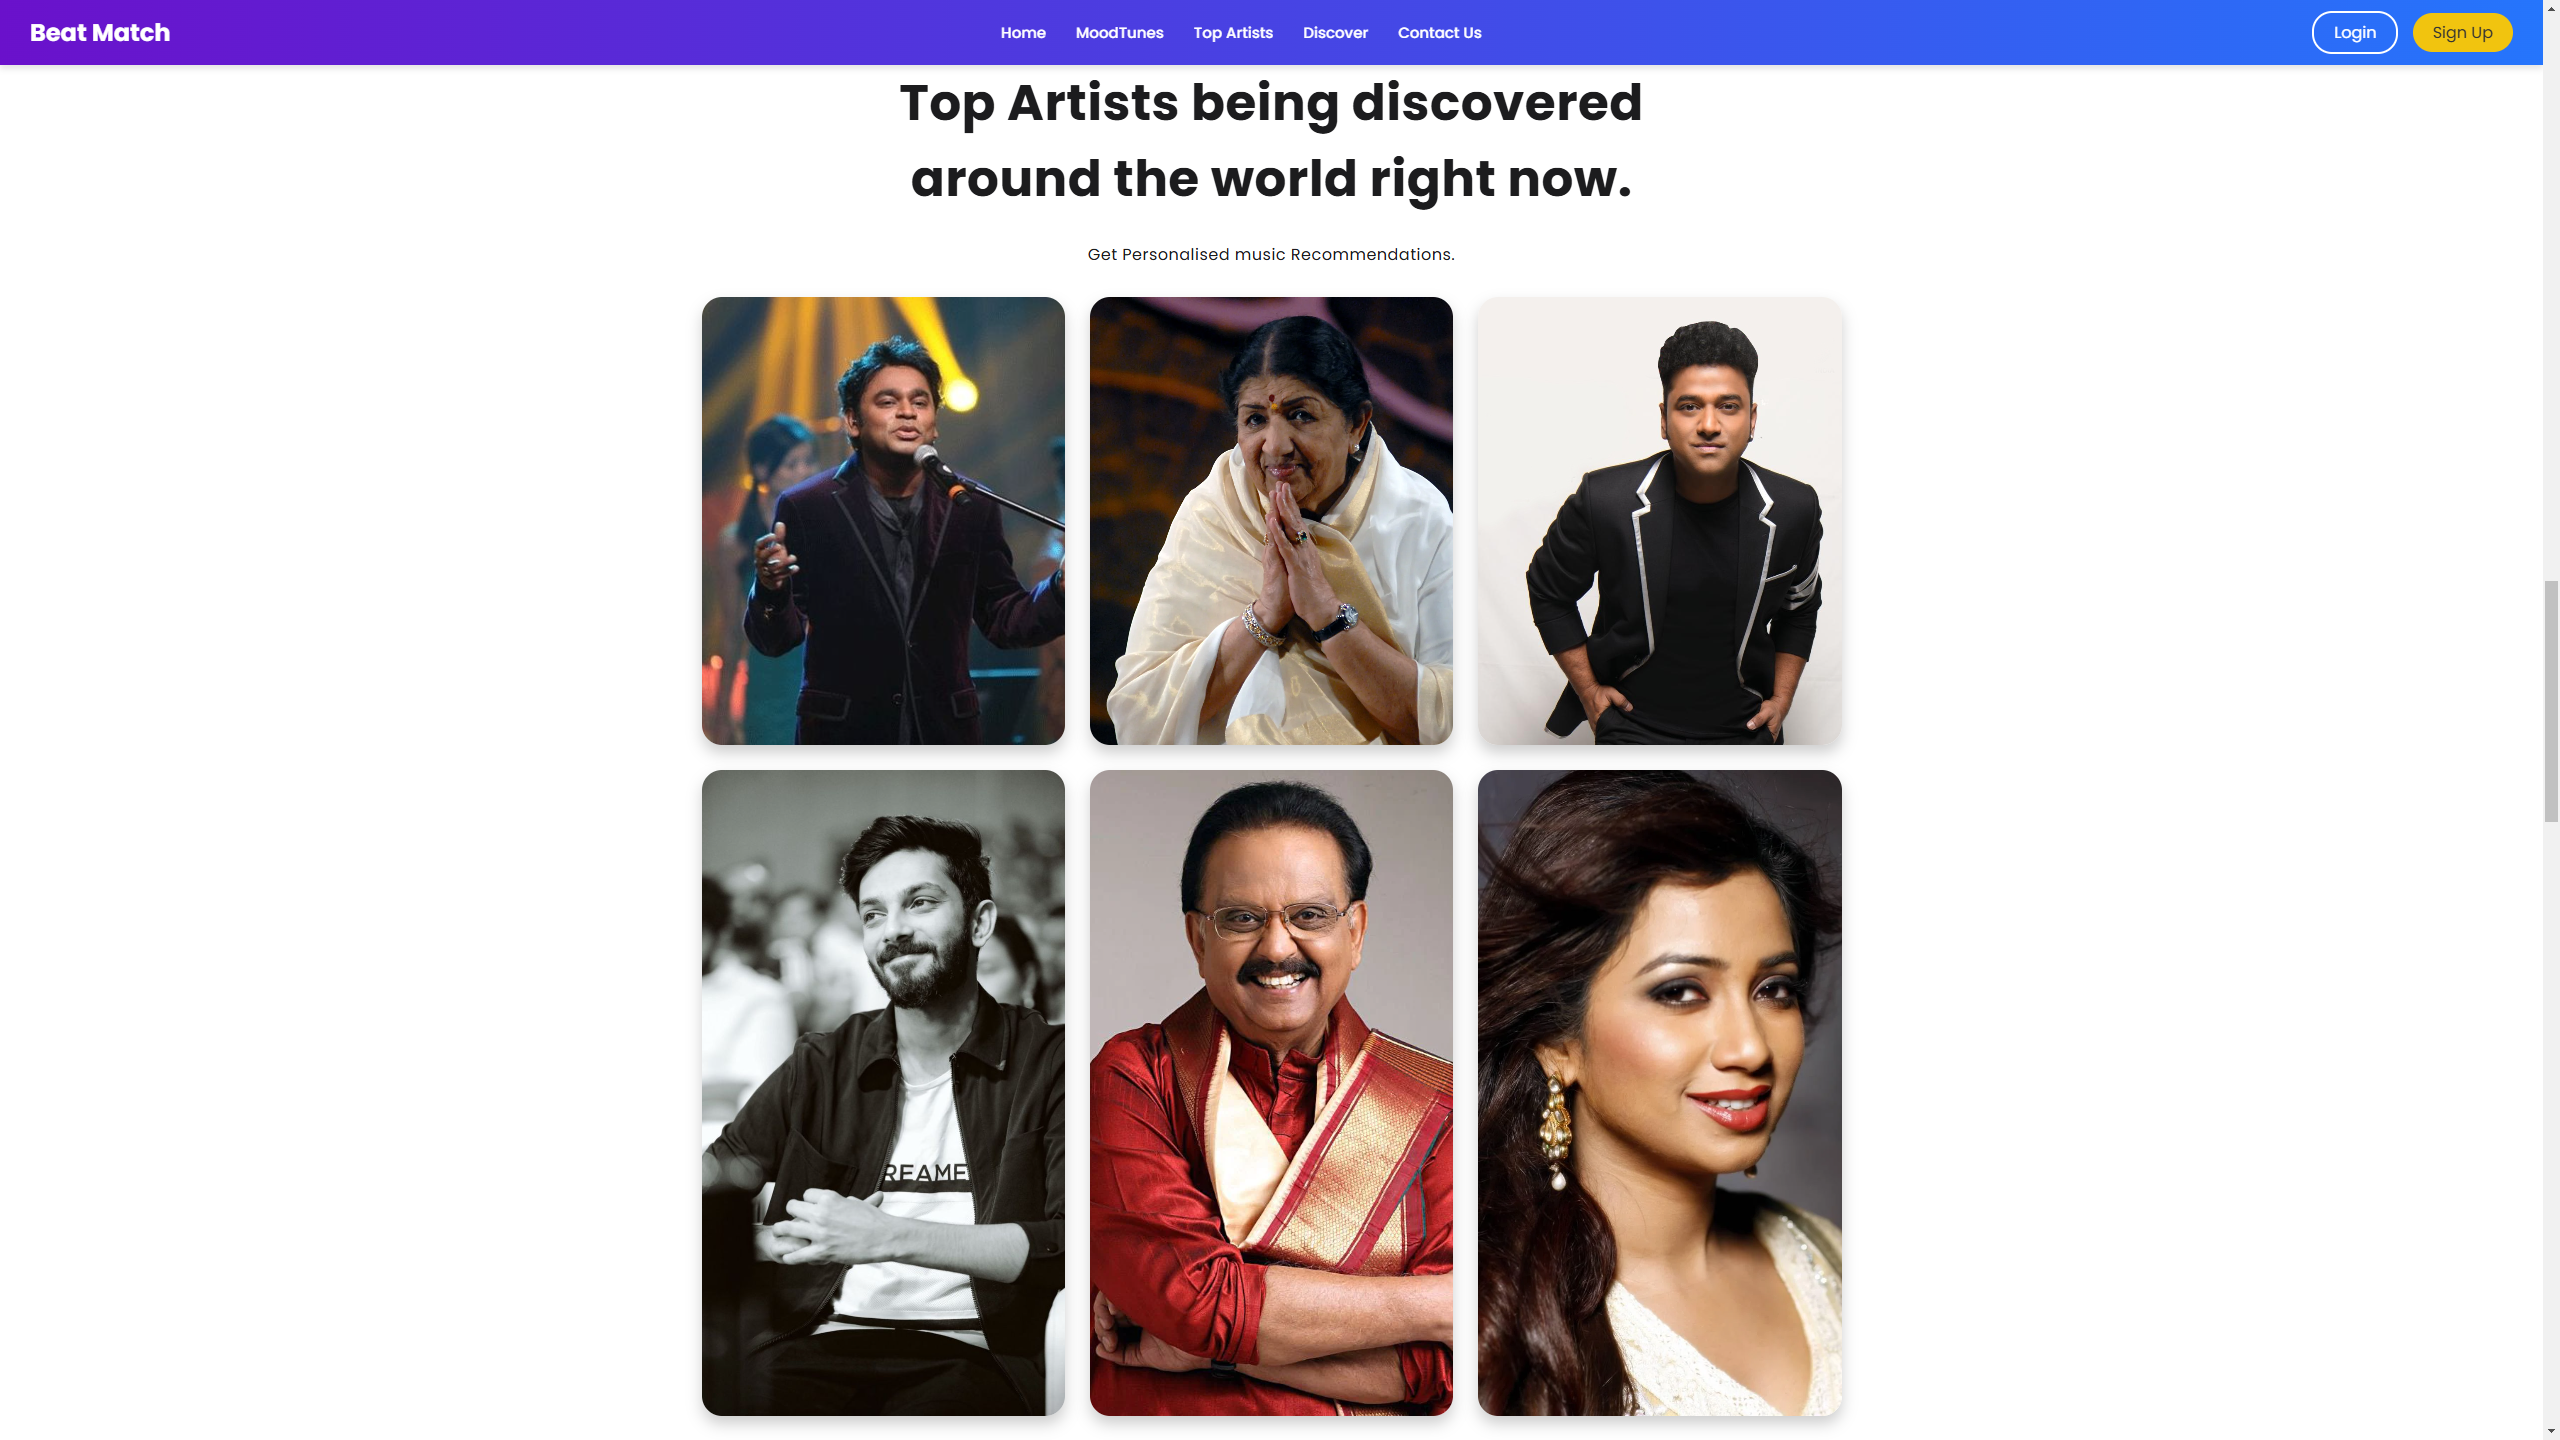 Beat Match
Home MoodTunes Top Artists Discover Contact Us
Login Sign Up
Top Artists being discovered
around the world right now.
Get Personalised music Recommendations.
REAME